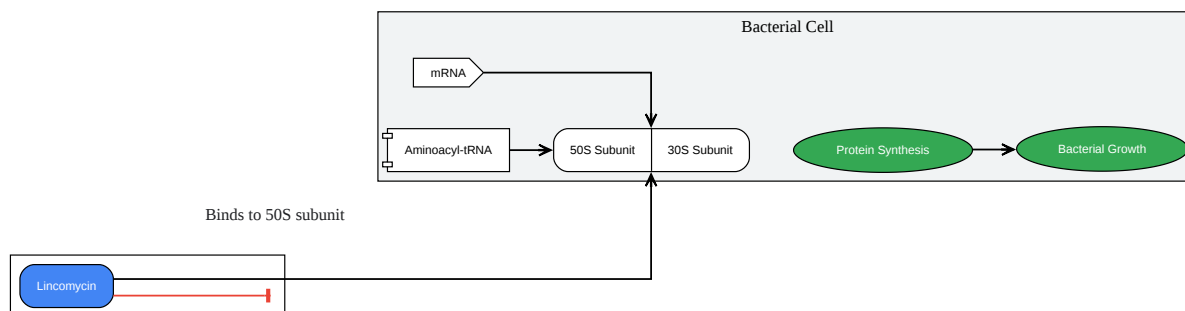 Bacterial Cell
mRNA
Aminoacyl-tRNA
50S Subunit
30S Subunit
Protein Synthesis
Bacterial Growth
Binds to 50S subunit
Lincomycin